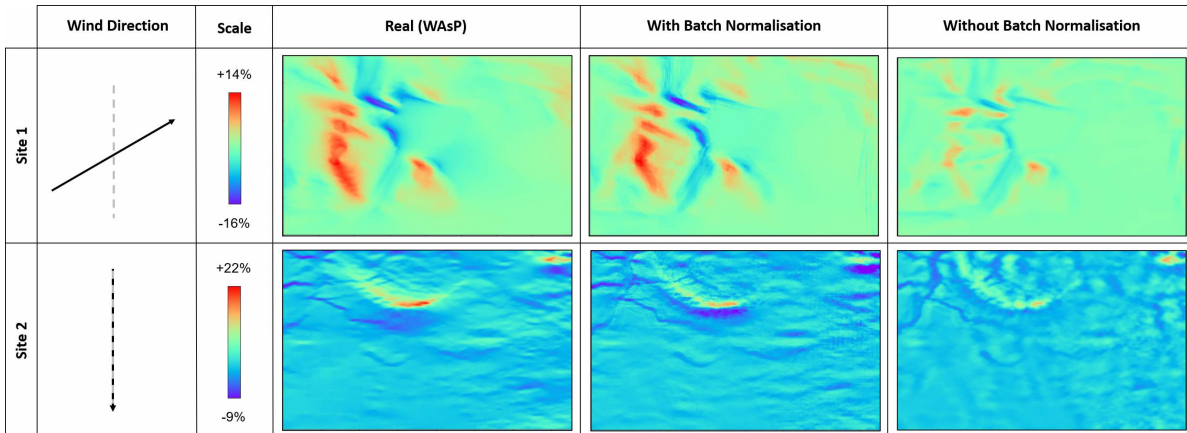 Wind Direction
Scale
Real (WAsP)
With Batch Normalisation
Without Batch Normalisation
Site 1
+14%
-16%
Site 2
+22%
-9%